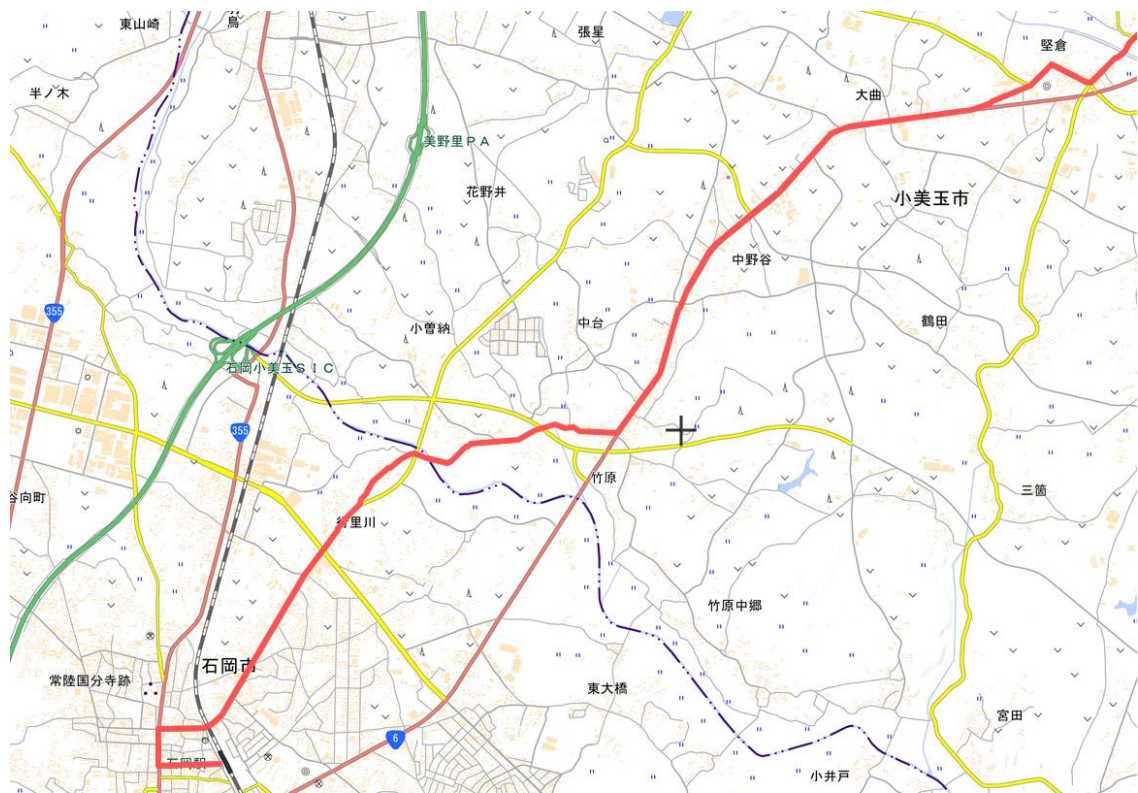 東山崎
羽鳥
張星
堅倉
半ノ木
大曲
美野里PA
花野井
小美玉市
中野谷
355
小曽納
中台
鶴田
石岡小美玉SIC
355
竹原
三箇
谷向町
行里川
竹原中郷
石岡市
常陸国分寺跡
東大橋
宮田
6
石岡駅
小井戸